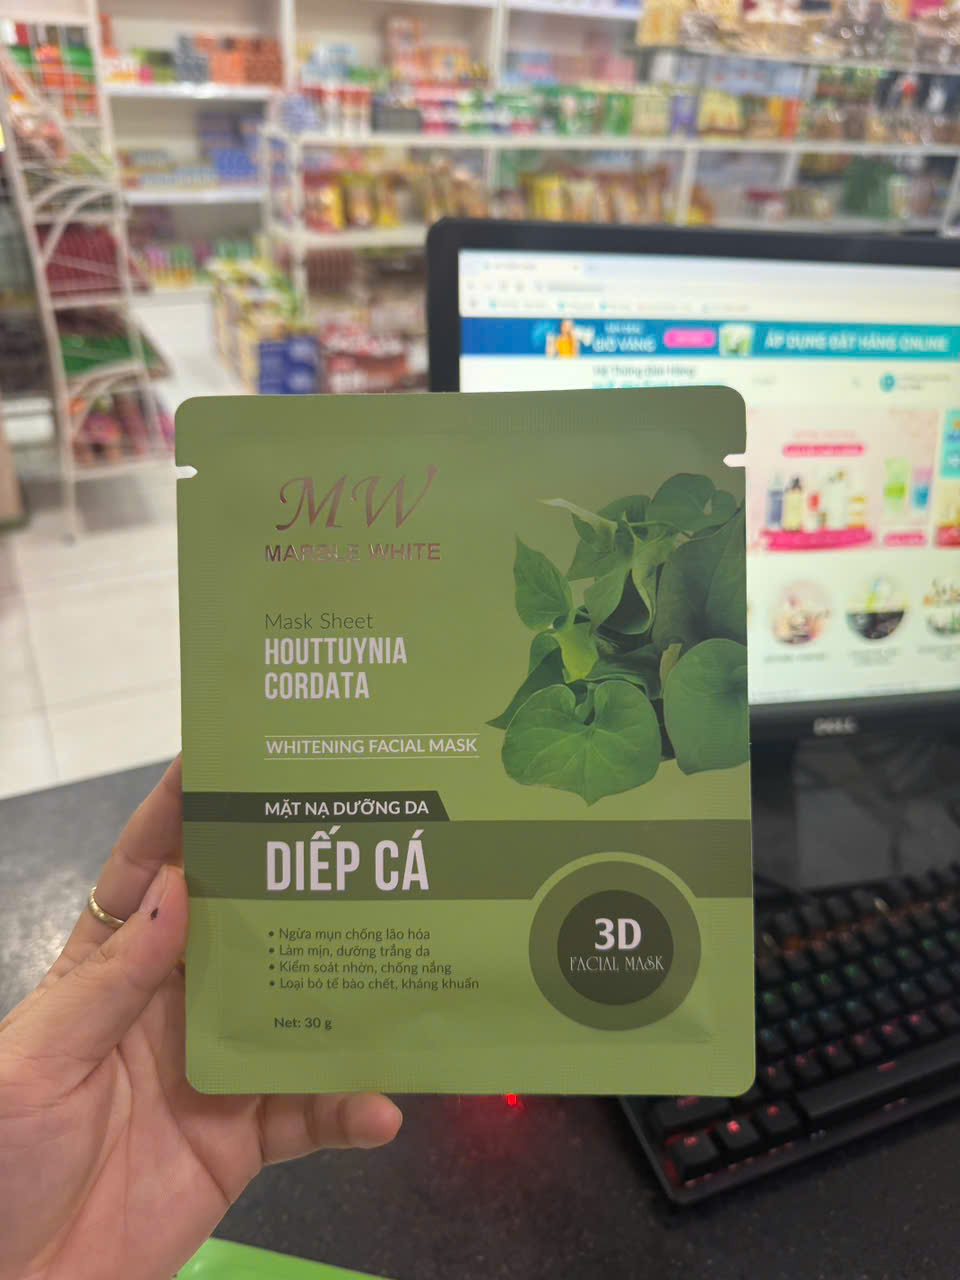 GIỜ VÀNG
ÁP DỤNG ĐẶT HÀNG ONLINE
MW
MARBLE WHITE
Mask Sheet
HOUTTUYNIA
CORDATA
WHITENING FACIAL MASK
MẶT NẠ DƯỠNG DA
DIẾP CÁ
• Ngừa mụn chống lão hóa
• Làm mịn, dưỡng trắng da
• Kiểm soát nhờn, chống nắng
• Loại bỏ tế bào chết, kháng khuẩn
Net: 30 g
3D
FACIAL MASK
DELL